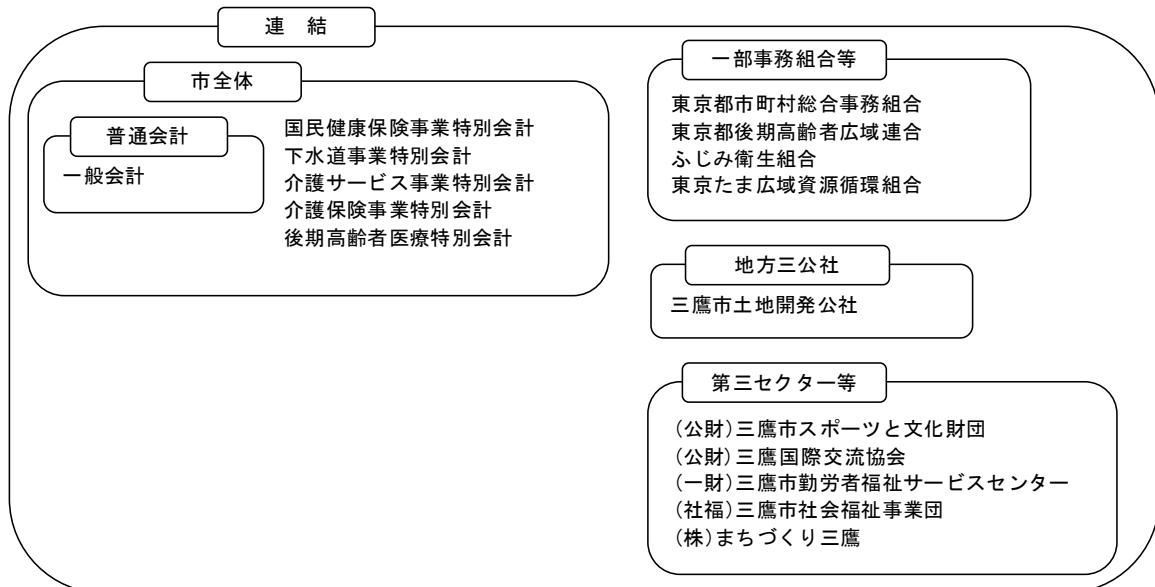 連 結
市全体
普通会計
一般会計
国民健康保険事業特別会計
下水道事業特別会計
介護サービス事業特別会計
介護保険事業特別会計
後期高齢者医療特別会計
一部事務組合等
東京都市町村総合事務組合
東京都後期高齢者広域連合
ふじみ衛生組合
東京たま広域資源循環組合
地方三公社
三鷹市土地開発公社
第三セクター等
(公財)三鷹市スポーツと文化財団
(公財)三鷹国際交流協会
(一財)三鷹市勤労者福祉サービスセンター
(社福)三鷹市社会福祉事業団
(株)まちづくり三鷹